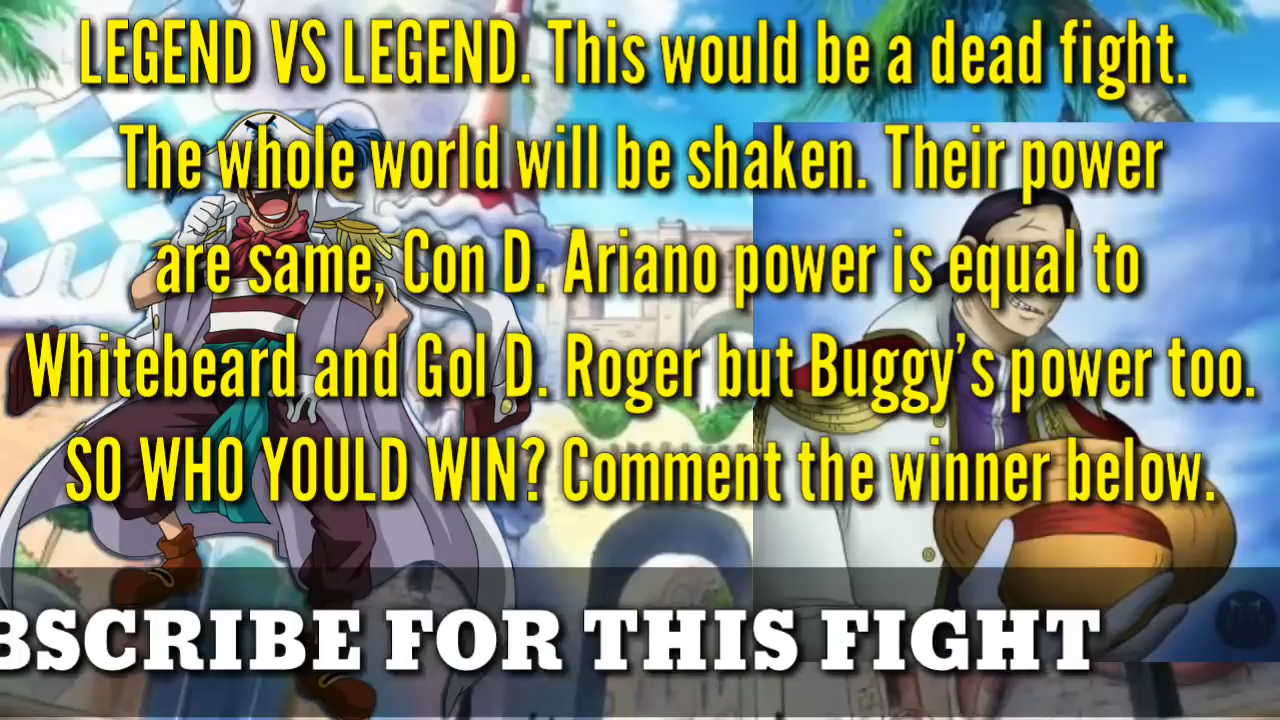 LEGEND VS LEGEND. This would be a dead fight.
The whole world will be shaken. Their power
are same, Con D. Ariano power is equal to
Whitebeard and Gol D. Roger but Buggy's power too.
SO WHO YOULD WIN? Comment the winner below.
BSCRIBE FOR THIS FIGHT